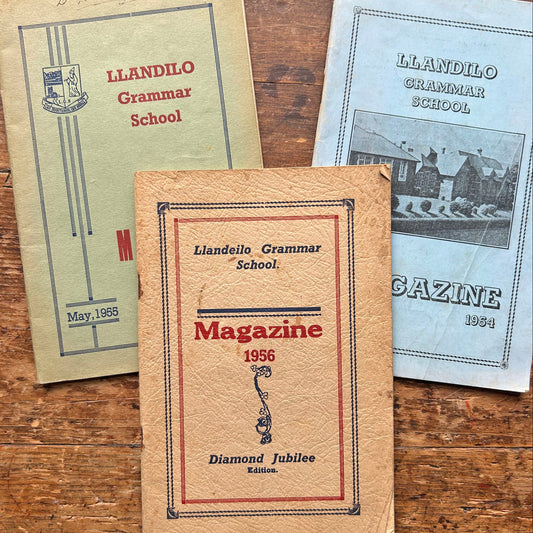 LLANDILO
Grammar
School
M
May, 1955
LLANDILO
GRAMMAR
SCHOOL
GAZINE
1954
Llandeilo Grammar
School.
Magazine
1956
Diamond Jubilee
Edition.